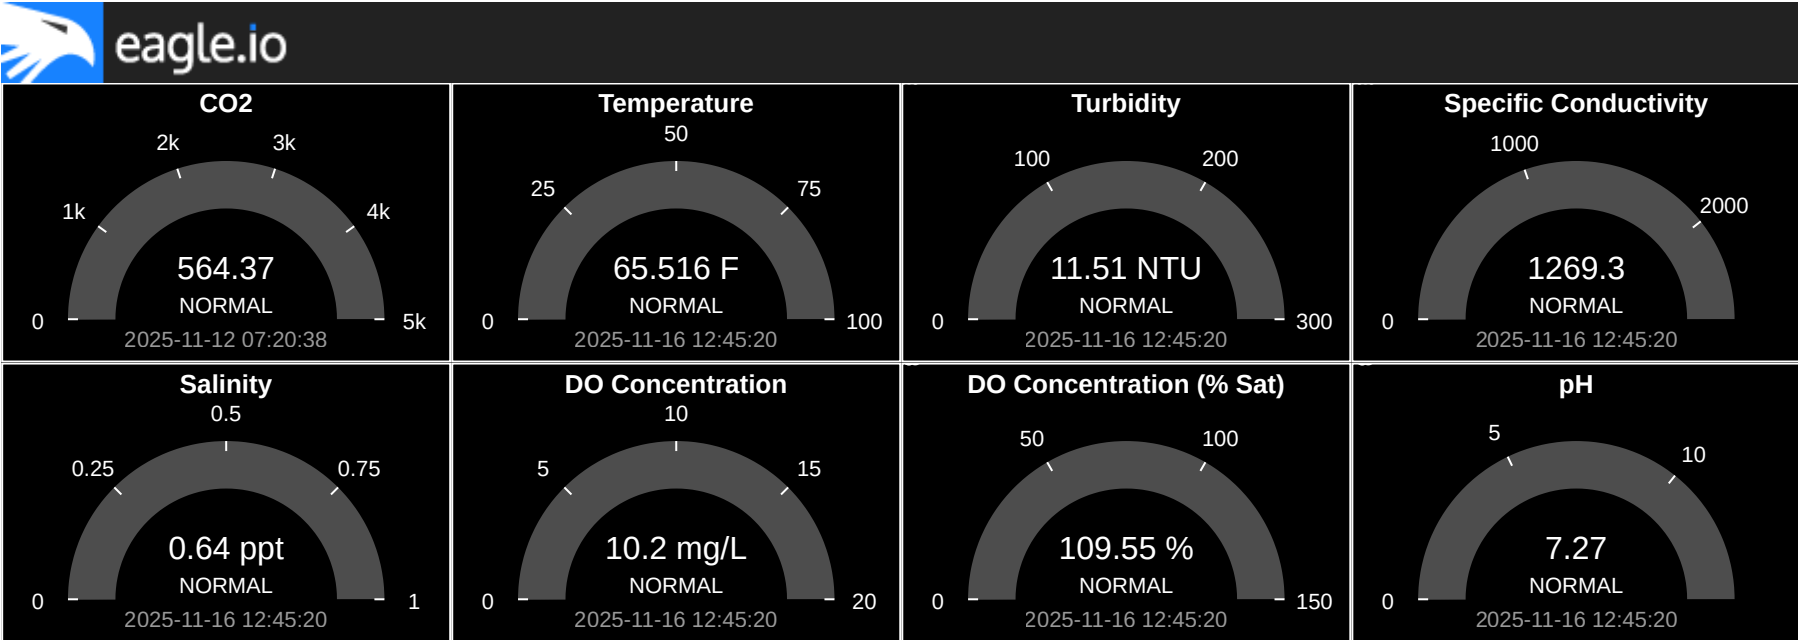 eagle.io
CO2
2k
3k
1k
4k
564.37
NORMAL
0
5k
2025-11-12 07:20:38
Temperature
50
25
75
65.516 F
NORMAL
0
100
2025-11-16 12:45:20
Turbidity
100
200
11.51 NTU
NORMAL
0
300
2025-11-16 12:45:20
Specific Conductivity
1000
2000
1269.3
NORMAL
0
2025-11-16 12:45:20
Salinity
0.5
0.25
0.75
0.64 ppt
NORMAL
0
1
2025-11-16 12:45:20
DO Concentration
10
5
15
10.2 mg/L
NORMAL
0
20
2025-11-16 12:45:20
DO Concentration (% Sat)
50
100
109.55 %
NORMAL
0
150
2025-11-16 12:45:20
pH
5
10
7.27
NORMAL
0
2025-11-16 12:45:20